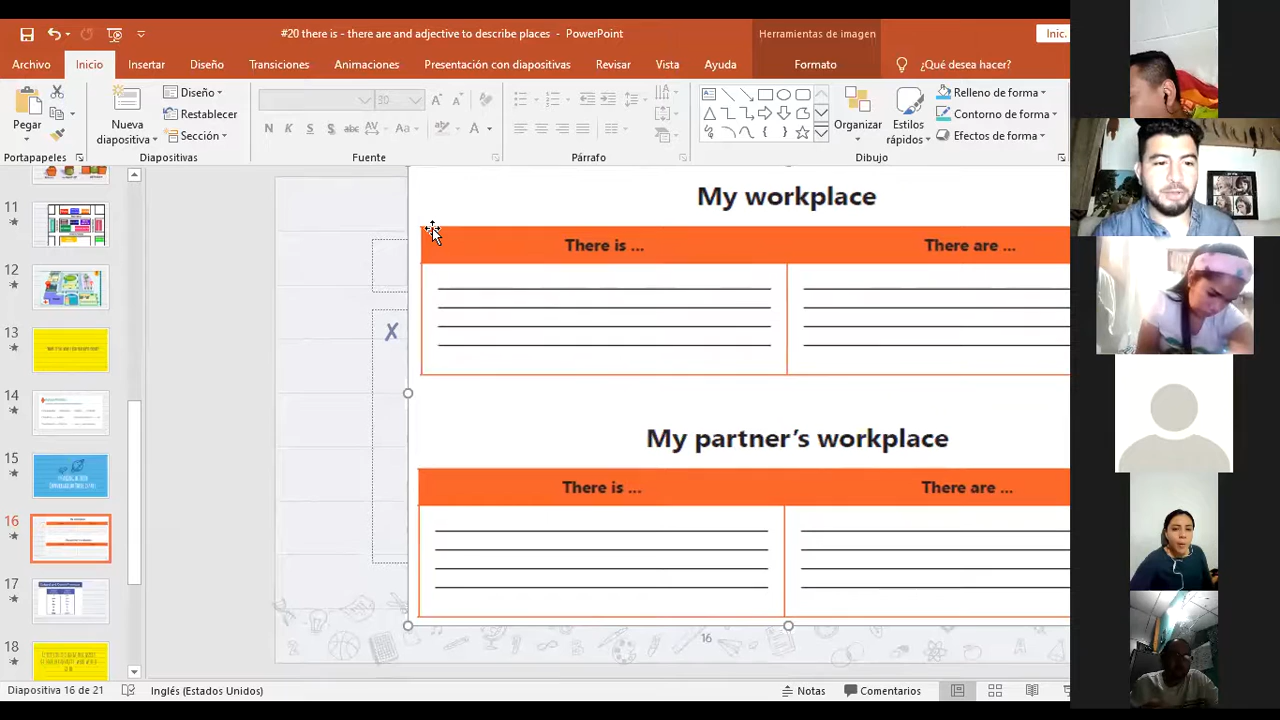 #20 there is - there are and adjective to describe places - PowerPoint
Herramientas de imagen
Inic.
Archivo
Inicio
Insertar
Diseño
Transiciones
Animaciones
Presentación con diapositivas
Revisar
Vista
Ayuda
Formato
¿Qué desea hacer?
Pegar
Portapapeles
Nueva
diapositiva
Diseño
Restablecer
Sección
Diapositivas
30
N K S S abc AV Aa
Fuente
Párrafo
Organizar
Estilos
rápidos
Relleno de forma
Contorno de forma
Efectos de forma
Dibujo
11
12
13
14
15
16
17
18
My workplace
There is ...
There are ...
X
My partner's workplace
There is ...
There are ...
16
Diapositiva 16 de 21
Inglés (Estados Unidos)
Notas
Comentarios